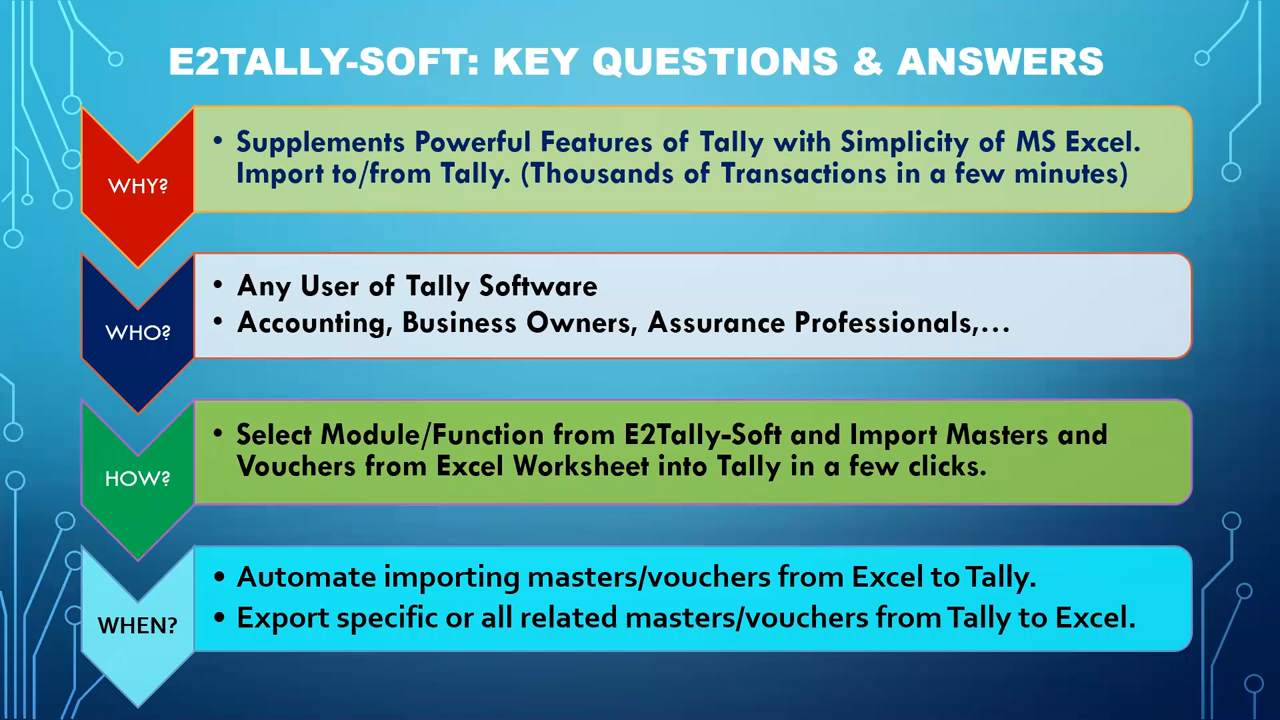 E2TALLY-SOFT: KEY QUESTIONS & ANSWERS
WHY?
• Supplements Powerful Features of Tally with Simplicity of MS Excel.
Import to/from Tally. (Thousands of Transactions in a few minutes)
WHO?
• Any User of Tally Software
• Accounting, Business Owners, Assurance Professionals,...
HOW?
• Select Module/Function from E2Tally-Soft and Import Masters and
Vouchers from Excel Worksheet into Tally in a few clicks.
WHEN?
• Automate importing masters/vouchers from Excel to Tally.
• Export specific or all related masters/vouchers from Tally to Excel.